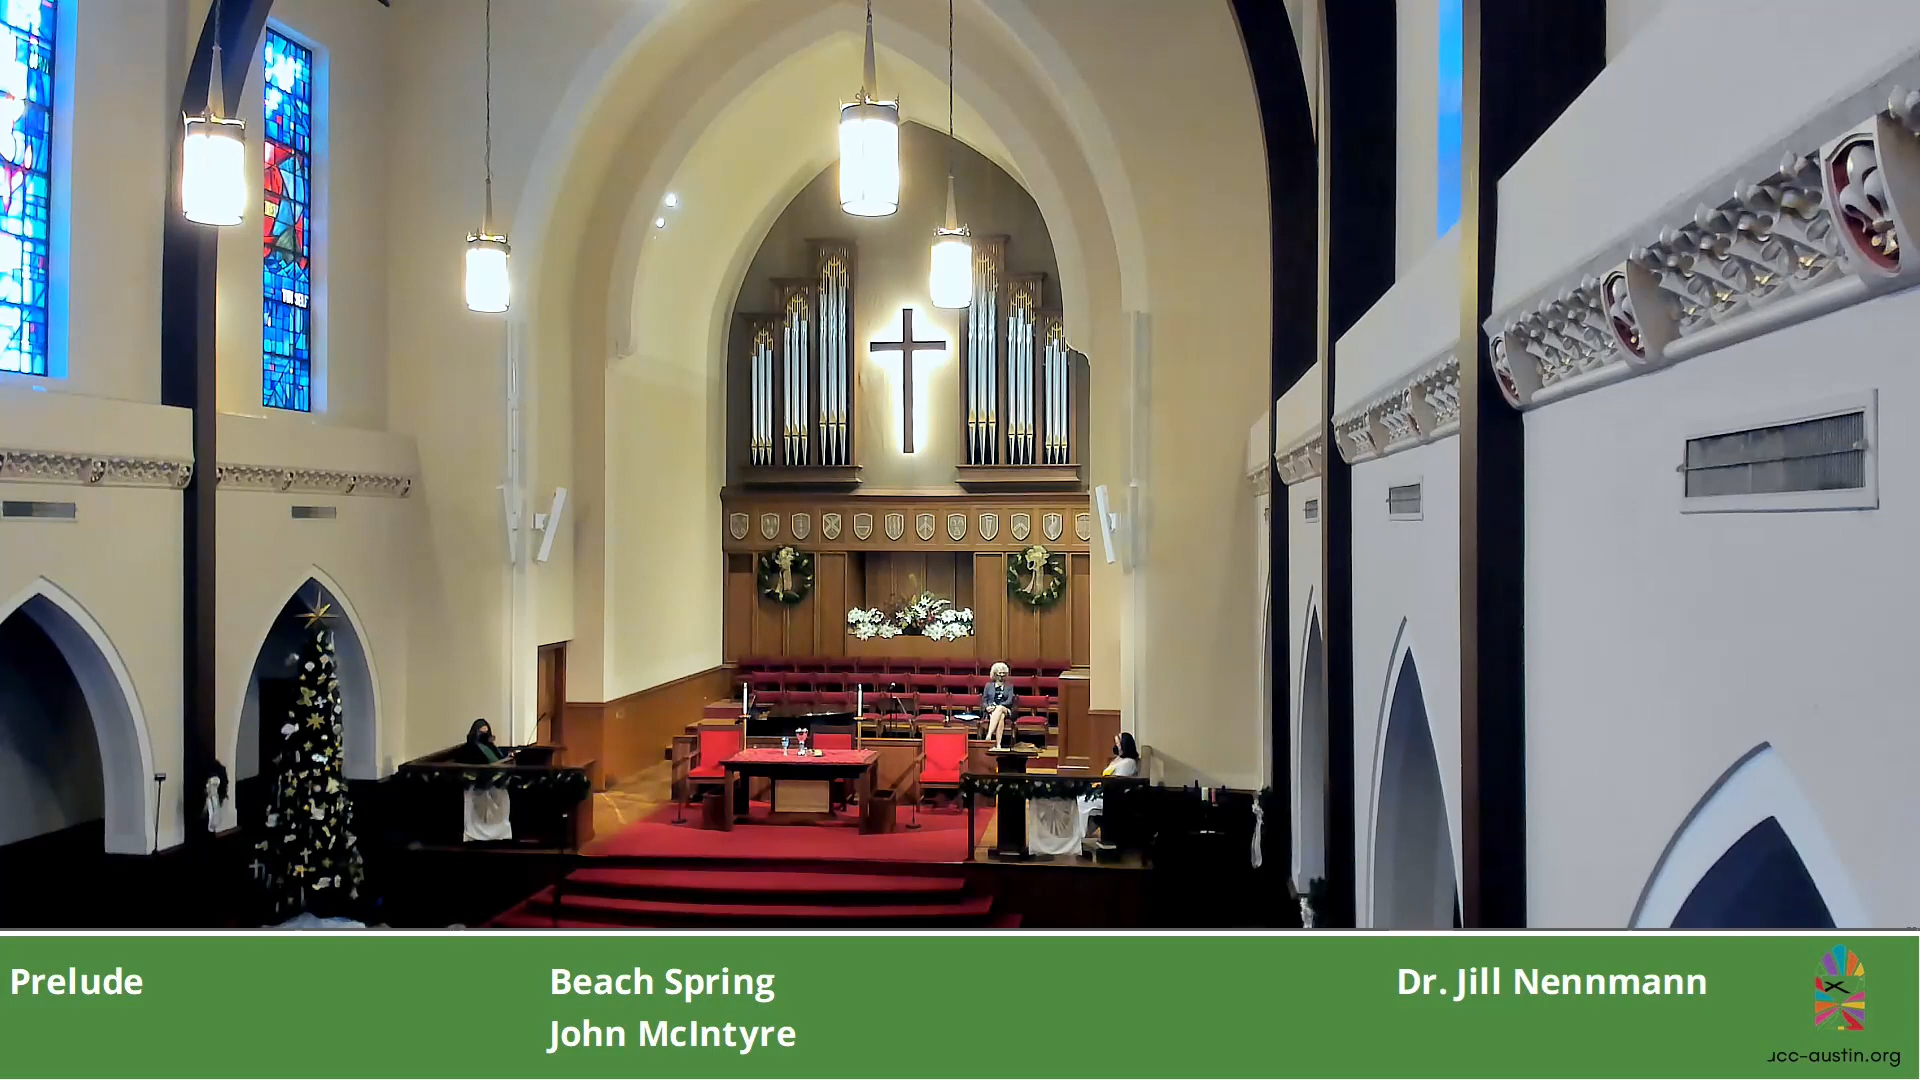 Prelude
Beach Spring
John McIntyre
Dr. Jill Nennmann
ucc-austin.org